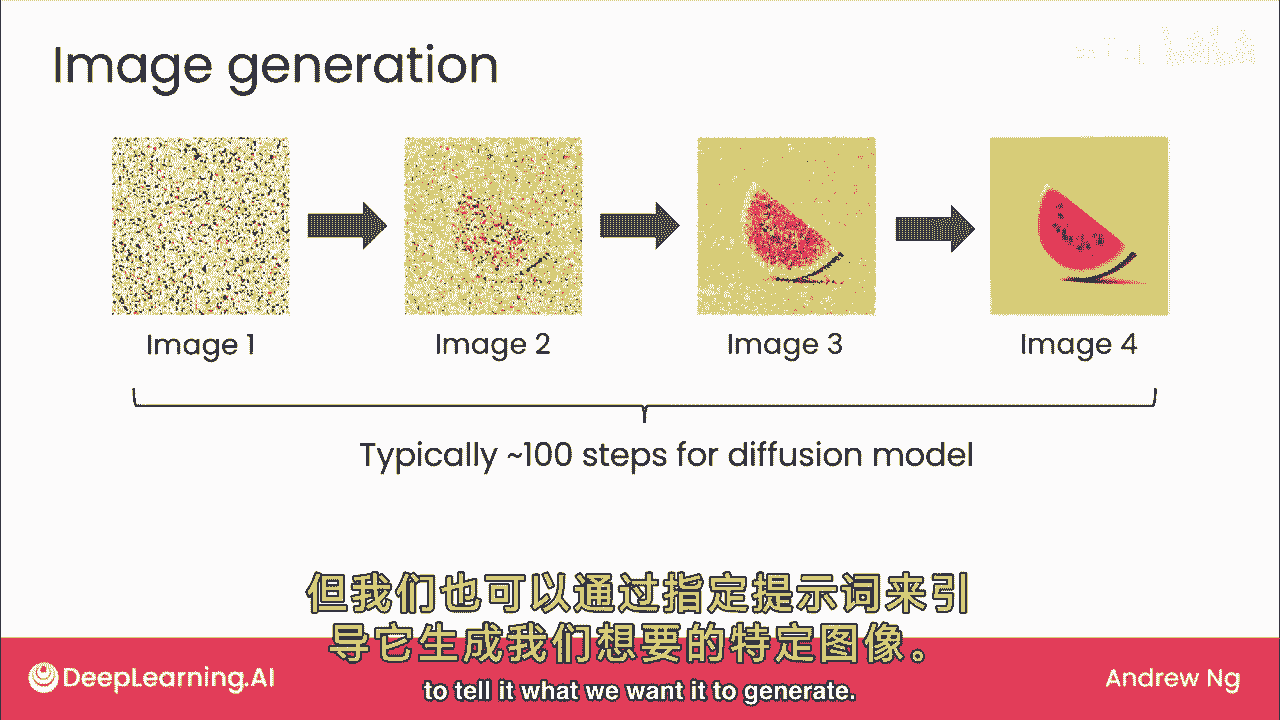 Image generation
Image 1
Image 2
Image 3
Image 4
Typically ~100 steps for diffusion model
但我们也可以通过指定提示词来引
导它生成我们想要的特定图像。
DeepLearning.AI
to tell it what we want it to generate.
Andrew Ng